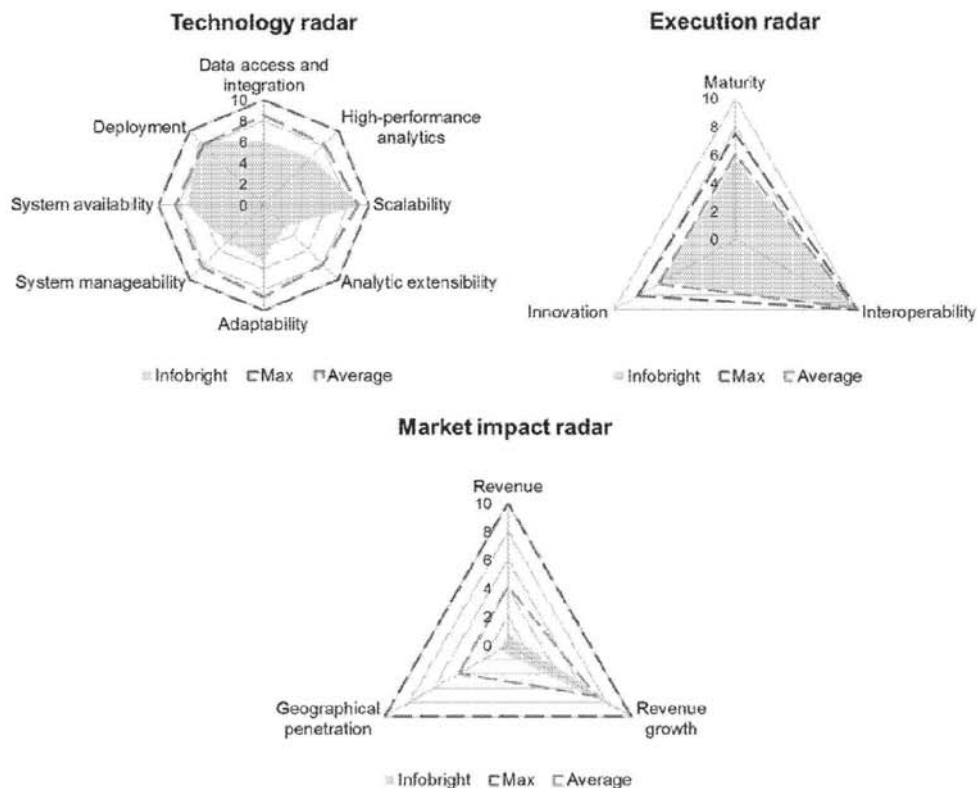 Technology radar
Data access and
integration
10
8
6
4
2
0
High-performance
analytics
Scalability
Analytic extensibility
Adaptability
System manageability
System availability
Deployment
Infobright Max Average
Execution radar
Maturity
10
8
6
4
2
0
Interoperability
Innovation
Infobright Max Average
Market impact radar
Revenue
10
8
6
4
2
0
Revenue
growth
Geographical
penetration
Infobright Max Average